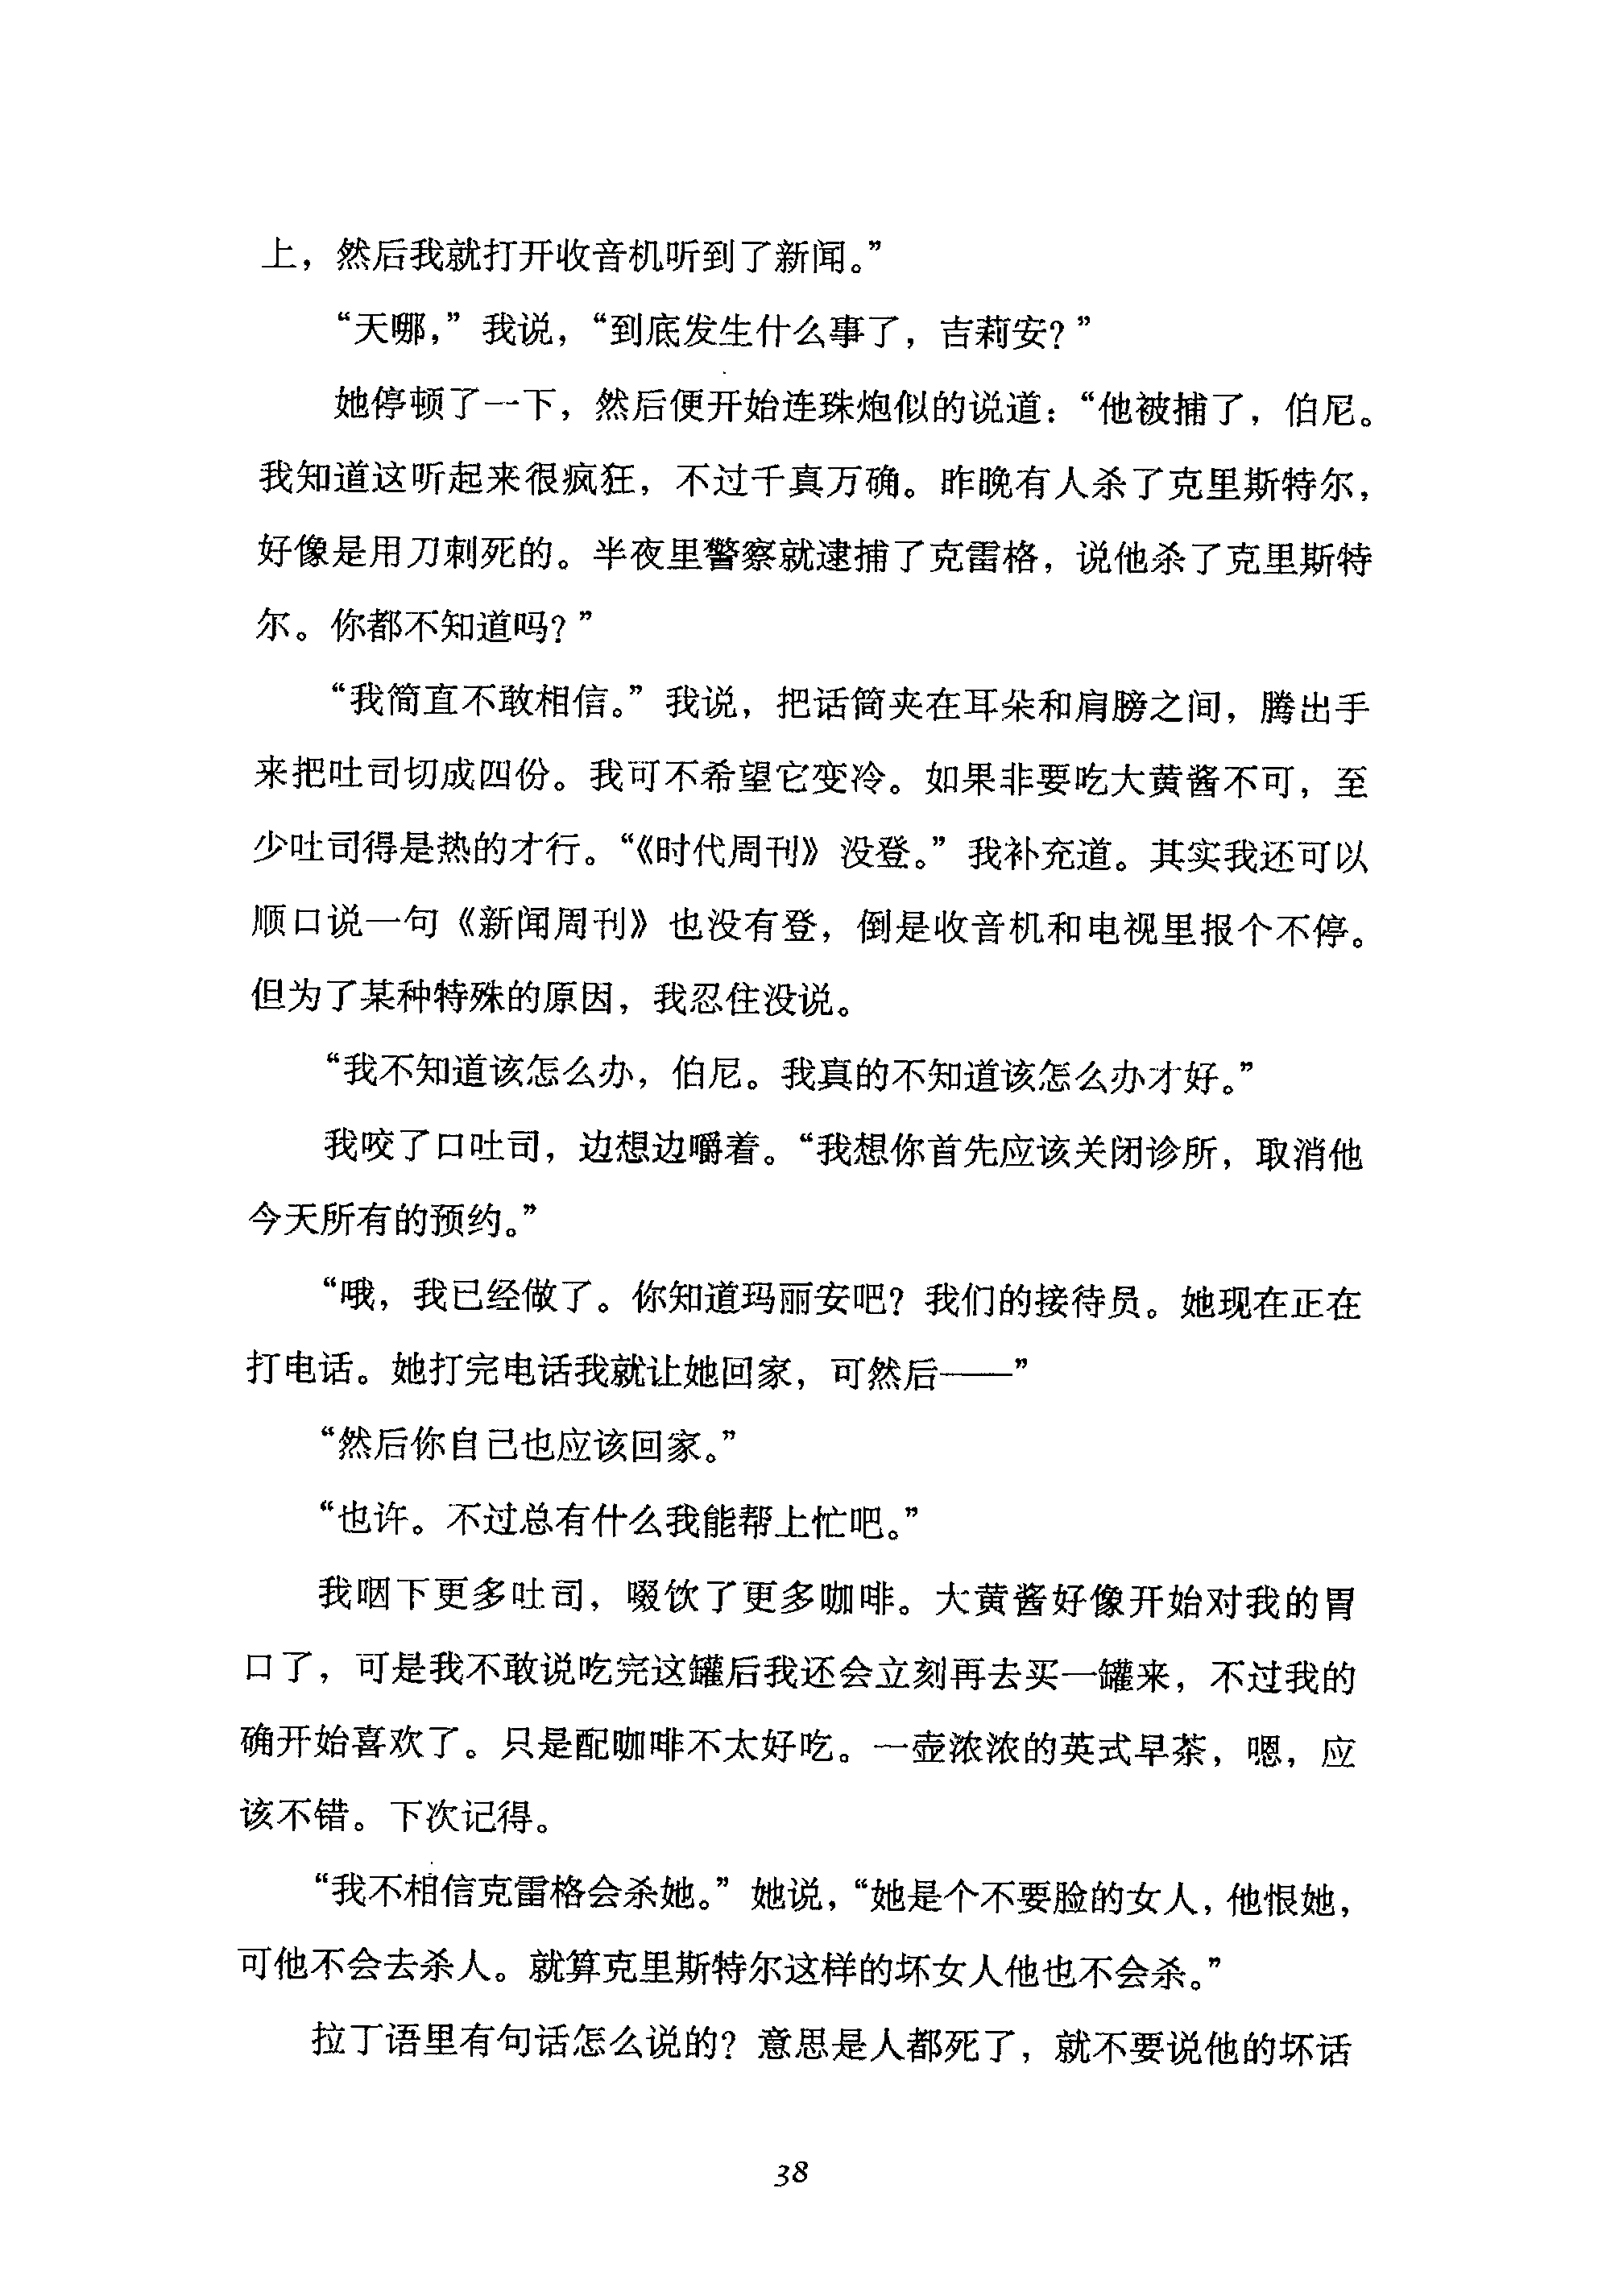 上，然后我就打开收音机听到了新闻。”
“天哪，”我说，“到底发生什么事了，吉莉安？”
她停顿了一下，然后便开始连珠炮似的说道：“他被捕了，伯尼。
我知道这听起来很疯狂，不过千真万确。昨晚有人杀了克里斯特尔，
好像是用刀刺死的。半夜里警察就逮捕了克雷格，说他杀了克里斯特
尔。你都不知道吗？”
“我简直不敢相信。”我说，把话筒夹在耳朵和肩膀之间，腾出手
来把吐司切成四份。我可不希望它变冷。如果非要吃大黄酱不可，至
少吐司得是热的才行。“《时代周刊》没登。”我补充道。其实我还可以
顺口说一句《新闻周刊》也没有登，倒是收音机和电视里报个不停。
但为了某种特殊的原因，我忍住没说。
“我不知道该怎么办，伯尼。我真的不知道该怎么办才好。”
我咬了口吐司，边想边嚼着。“我想你首先应该关闭诊所，取消他
今天所有的预约。”
“哦，我已经做了。你知道玛丽安吧？我们的接待员。她现在正在
打电话。她打完电话我就让她回家，可然后——”
“然后你自己也应该回家。”
“也许。不过总有什么我能帮上忙吧。”
我咽下更多吐司，啜饮了更多咖啡。大黄酱好像开始对我的胃
口了，可是我不敢说吃完这罐后我还会立刻再去买一罐来，不过我的
确开始喜欢了。只是配咖啡不太好吃。一壶浓浓的英式早茶，嗯，应
该不错。下次记得。
“我不相信克雷格会杀她。”她说，“她是个不要脸的女人，他恨她，
可他不会去杀人。就算克里斯特尔这样的坏女人他也不会杀。”
拉丁语里有句话怎么说的？意思是人都死了，就不要说他的坏话
38